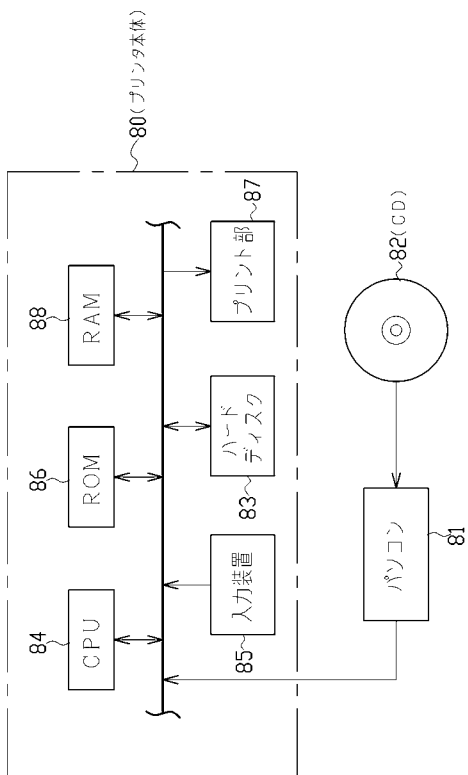 80(プリンタ本体)
84
CPU
86
ROM
88
RAM
入力装置
85
ハード
ディスク
83
プリント部
87
パソコン
81
82(CD)